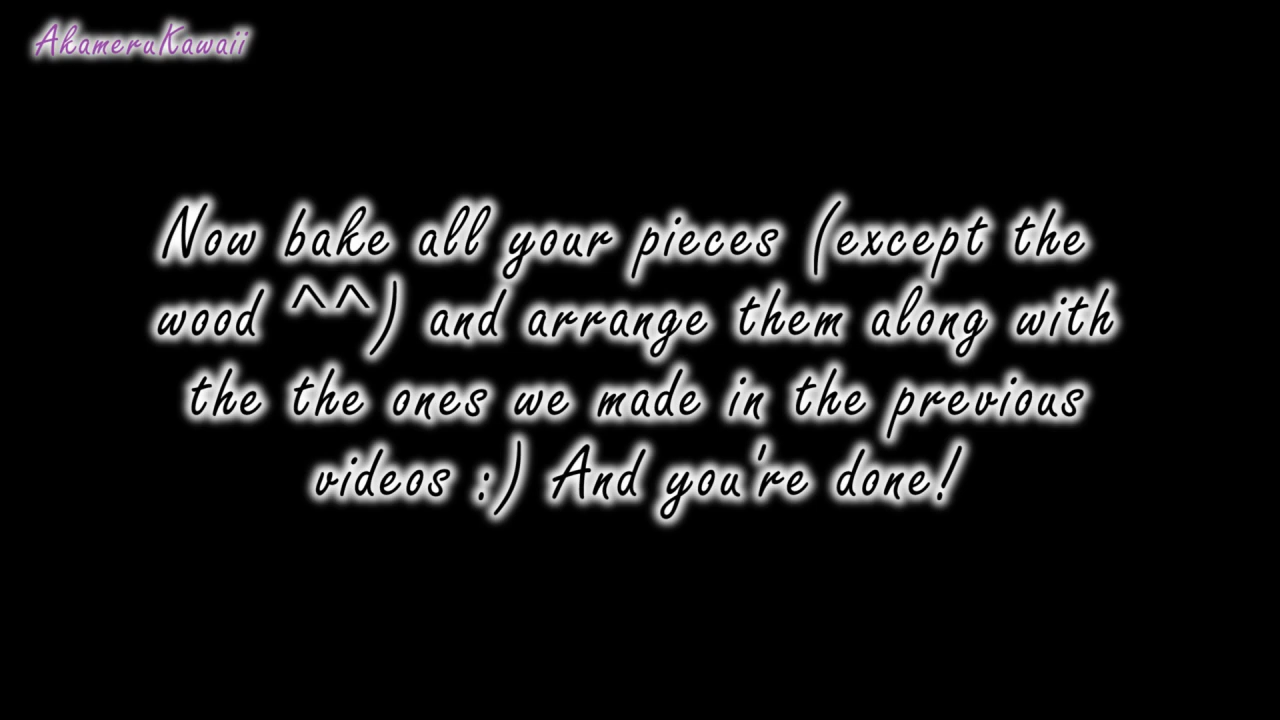 AkameruKawaii
Now bake all your pieces (except the
wood ^^) and arrange them along with
the the ones we made in the previous
videos :) And you're done!